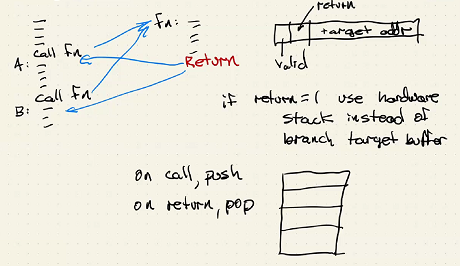 fn:
call fn
A:
Return
call fn
B:
return
target addr
valid
if return=1 use hardware
stack instead of
branch target buffer
on call, push
on return, pop